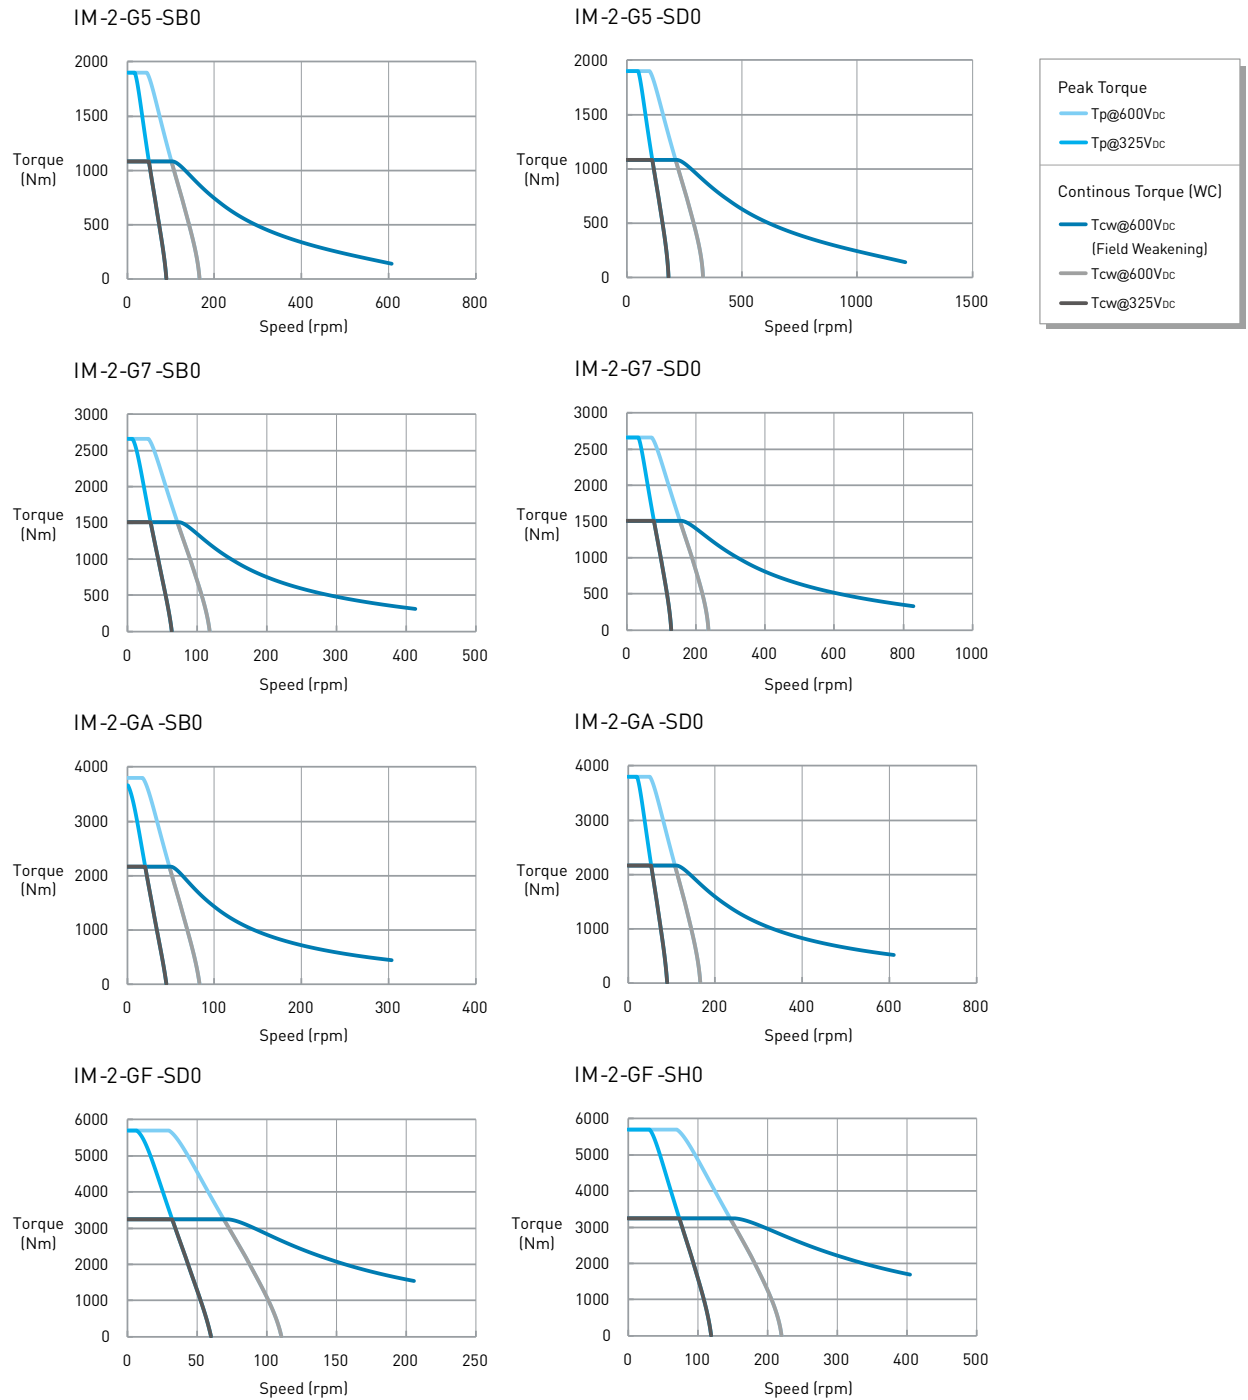 IM-2-G5-SB0
2000
1500
1000
500
0
Torque
(Nm)
0 200 400 600 800
Speed (rpm)
IM-2-G5-SD0
2000
1500
1000
500
0
Torque
(Nm)
0 500 1000 1500
Speed (rpm)
Peak Torque
Tp@600VDC
Tp@325VDC
Continous Torque (WC)
Tcw@600VDC
(Field Weakening)
Tcw@600VDC
Tcw@325VDC
IM-2-G7-SB0
3000
2500
2000
1500
1000
500
0
Torque
(Nm)
0 100 200 300 400 500
Speed (rpm)
IM-2-G7-SD0
3000
2500
2000
1500
1000
500
0
Torque
(Nm)
0 200 400 600 800 1000
Speed (rpm)
IM-2-GA-SB0
4000
3000
2000
1000
0
Torque
(Nm)
0 100 200 300 400
Speed (rpm)
IM-2-GA-SD0
4000
3000
2000
1000
0
Torque
(Nm)
0 200 400 600 800
Speed (rpm)
IM-2-GF-SD0
6000
5000
4000
3000
2000
1000
0
Torque
(Nm)
0 50 100 150 200 250
Speed (rpm)
IM-2-GF-SH0
6000
5000
4000
3000
2000
1000
0
Torque
(Nm)
0 100 200 300 400 500
Speed (rpm)